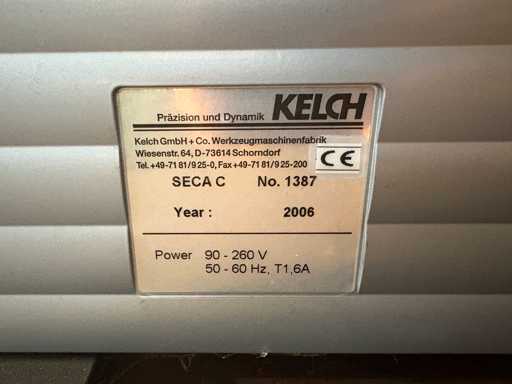 Präzision und Dynamik KELCH
Kelch GmbH + Co. Werkzeugmaschinenfabrik
Wiesenstr. 64, D-73614 Schorndorf
Tel. +49-71 81/9 25-0, Fax +49-71 81/9 25-200
CE
SECA C No. 1387
Year : 2006
Power 90 - 260 V
50 - 60 Hz, T1,6A